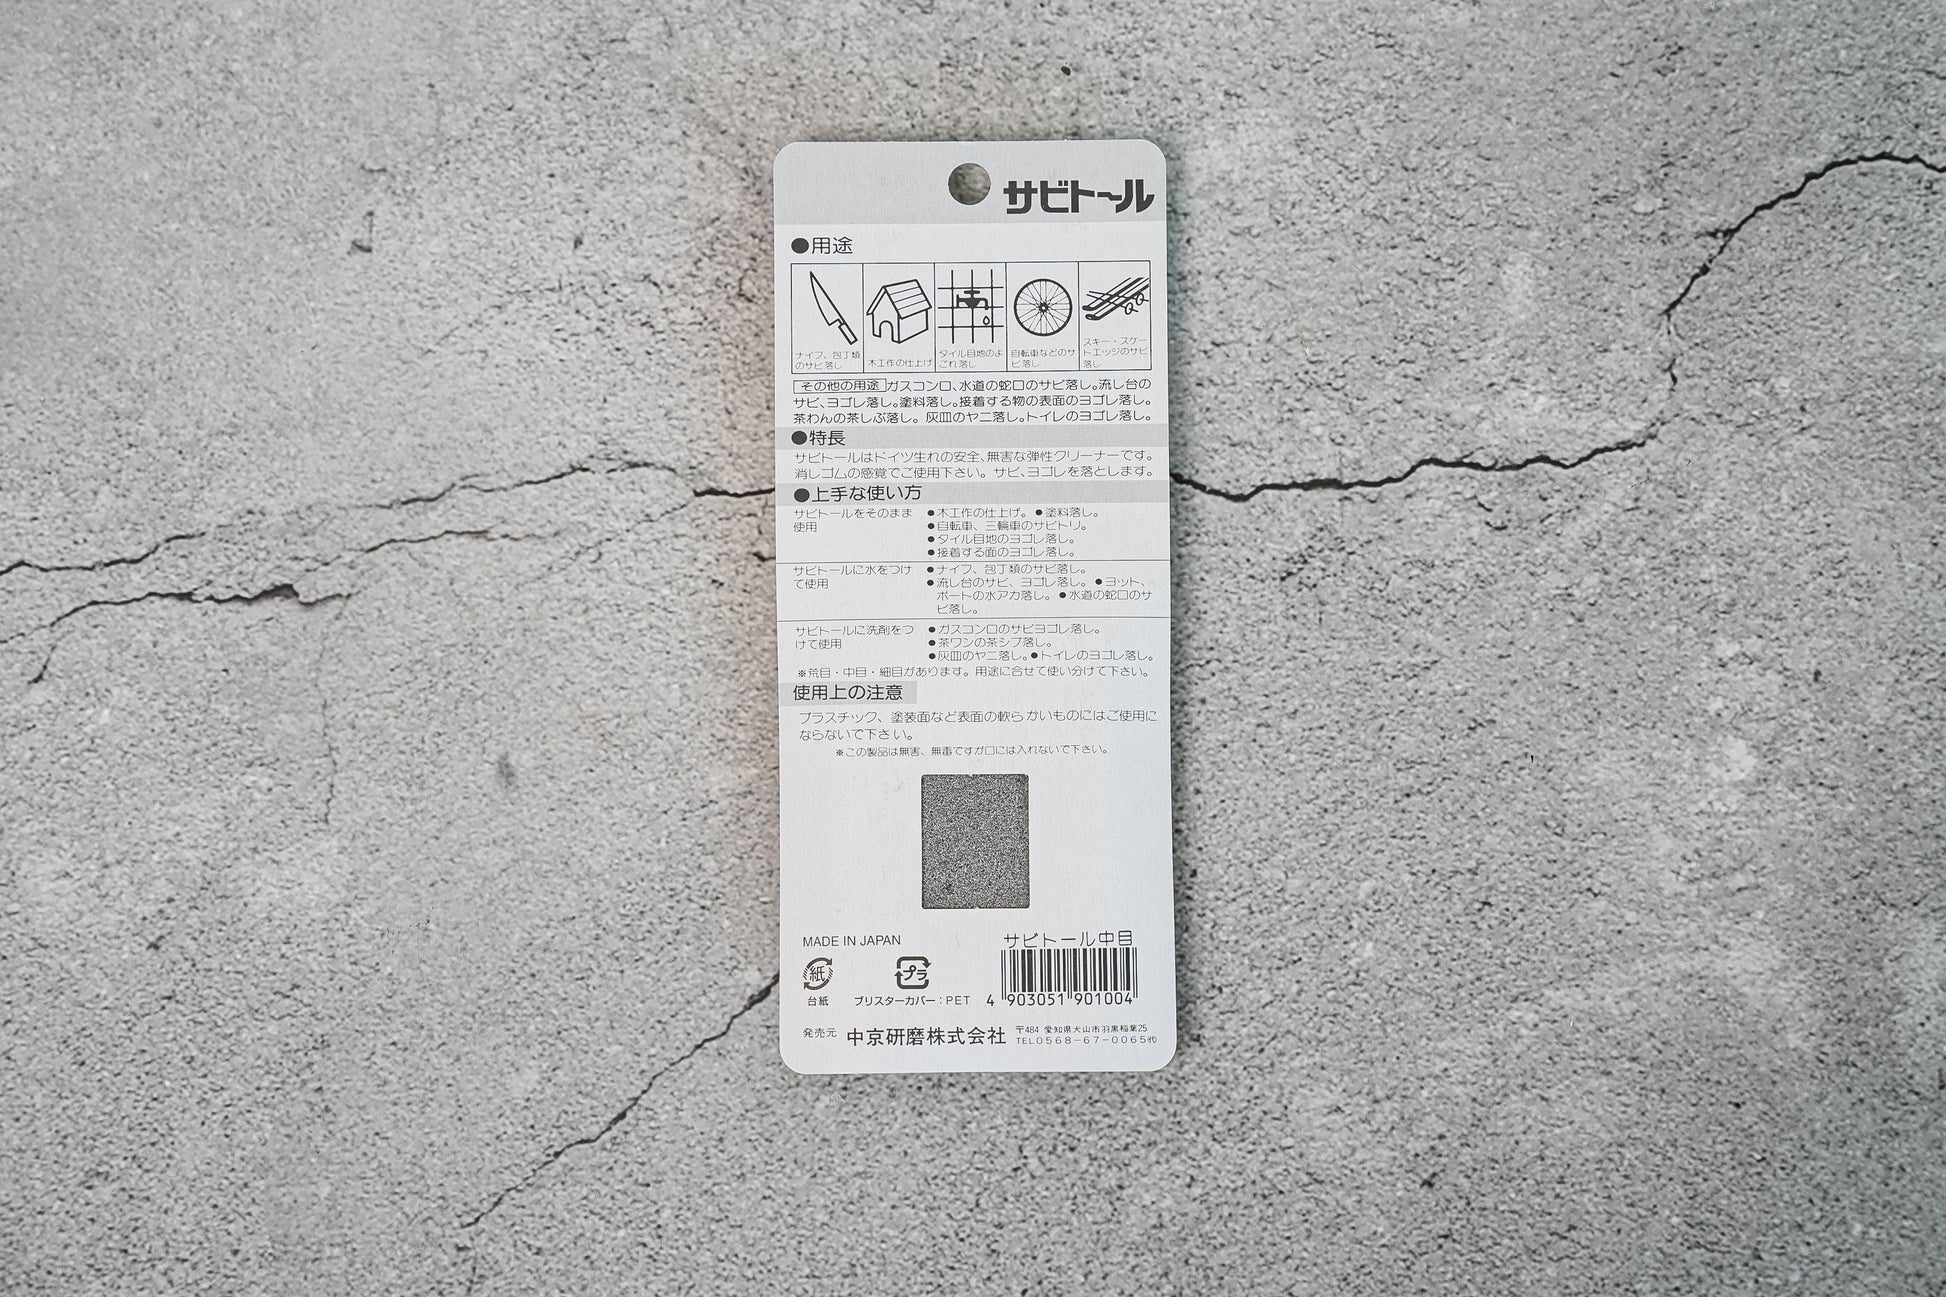 サビトール
●用途
ナイフ、包丁類
のサビ落し
木工作の仕上げ
タイル目地のよ
ごれ落し
自転車などのサ
ビ落し
スキー・スケー
トエッジのサビ
落し
その他の用途 ガスコンロ、水道の蛇口のサビ落し。流し台の
サビ、ヨゴレ落し。塗料落し。接着する物の表面のヨゴレ落し。
茶わんの茶しぶ落し。灰皿のヤニ落し。トイレのヨゴレ落し。
●特長
サビトールはドイツ生れの安全、無害な弾性クリーナーです。
消しゴムの感覚でご使用下さい。サビ、ヨゴレを落とします。
●上手な使い方
サビトールをそのまま
使用
●木工作の仕上げ。●塗料落し。
●自転車、三輪車のサビトリ。
●タイル目地のヨゴレ落し。
●接着する面のヨゴレ落し。
サビトールに水をつけ
て使用
●ナイフ、包丁類のサビ落し。
●流し台のサビ、ヨゴレ落し。●ヨット、
ボートの水アカ落し。●水道の蛇口のサ
ビ落し。
サビトールに洗剤をつ
けて使用
●ガスコンロのサビヨゴレ落し。
●茶ワンの茶シブ落し。
●灰皿のヤニ落し。●トイレのヨゴレ落し。
※荒目・中目・細目があります。用途に合せて使い分けて下さい。
使用上の注意
プラスチック、塗装面など表面の軟らかいものにはご使用に
ならないで下さい。
※この製品は無害、無毒ですが口には入れないで下さい。
MADE IN JAPAN
サビトール中目
紙
台紙
プラ
ブリスターカバー：PET
4 903051 901004
発売元 中京研磨株式会社
〒484 愛知県犬山市羽黒稲葉25
TEL0568-67-0065㈹